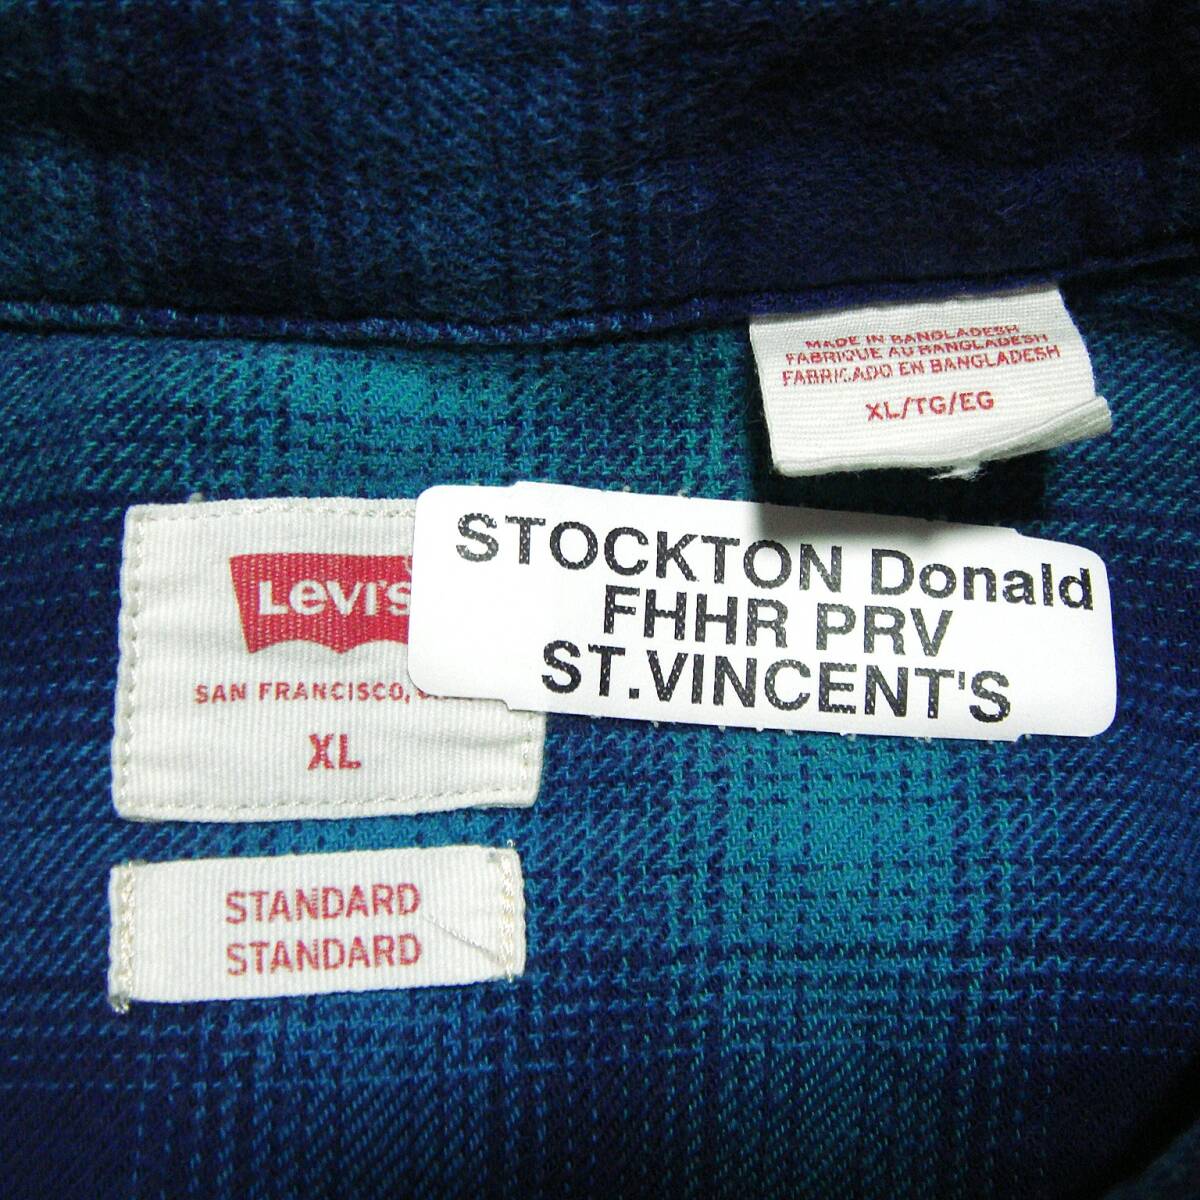 MADE IN BANGLADESH
FABRIQUE AU BANGLADESH
FABRICADO EN BANGLADESH
XL/TG/EG
STOCKTON Donald
FHHR PRV
ST.VINCENT'S
Levi's
SAN FRANCISCO,
XL
STANDARD
STANDARD